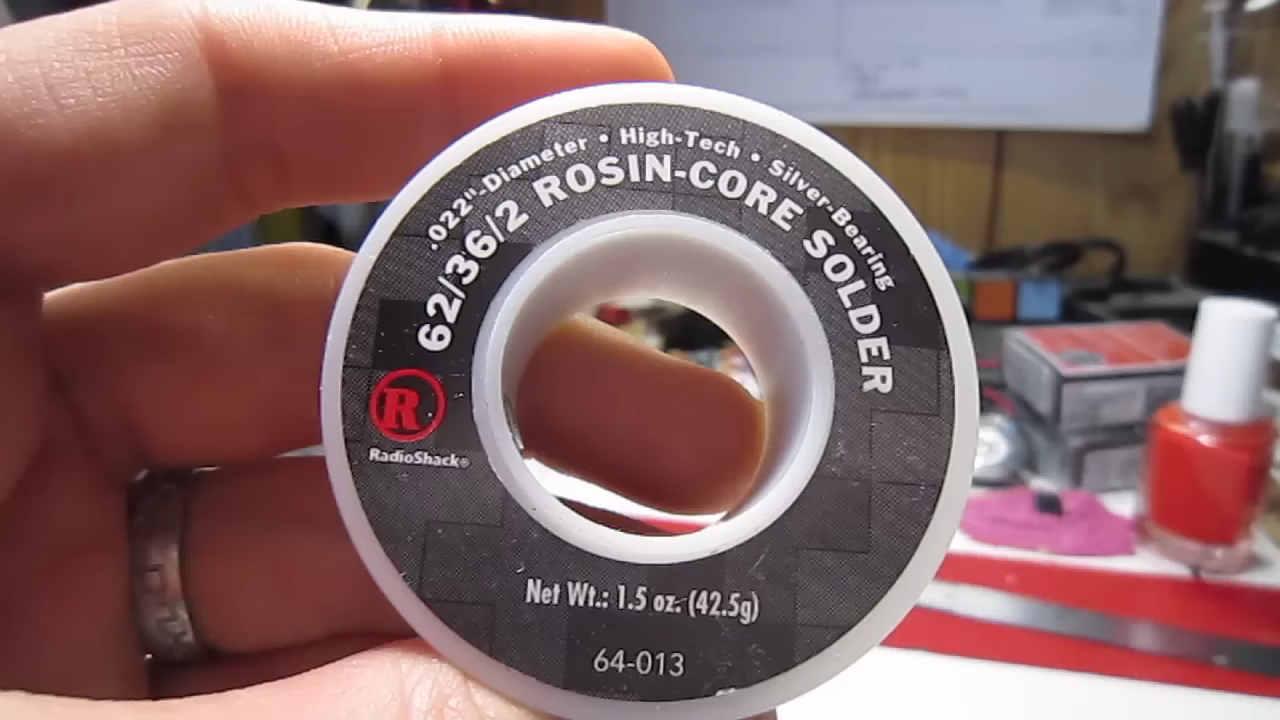 .022"-Diameter • High-Tech • Silver-Bearing
62/36/2 ROSIN-CORE SOLDER
R
RadioShack®
Net Wt.: 1.5 oz. (42.5g)
64-013